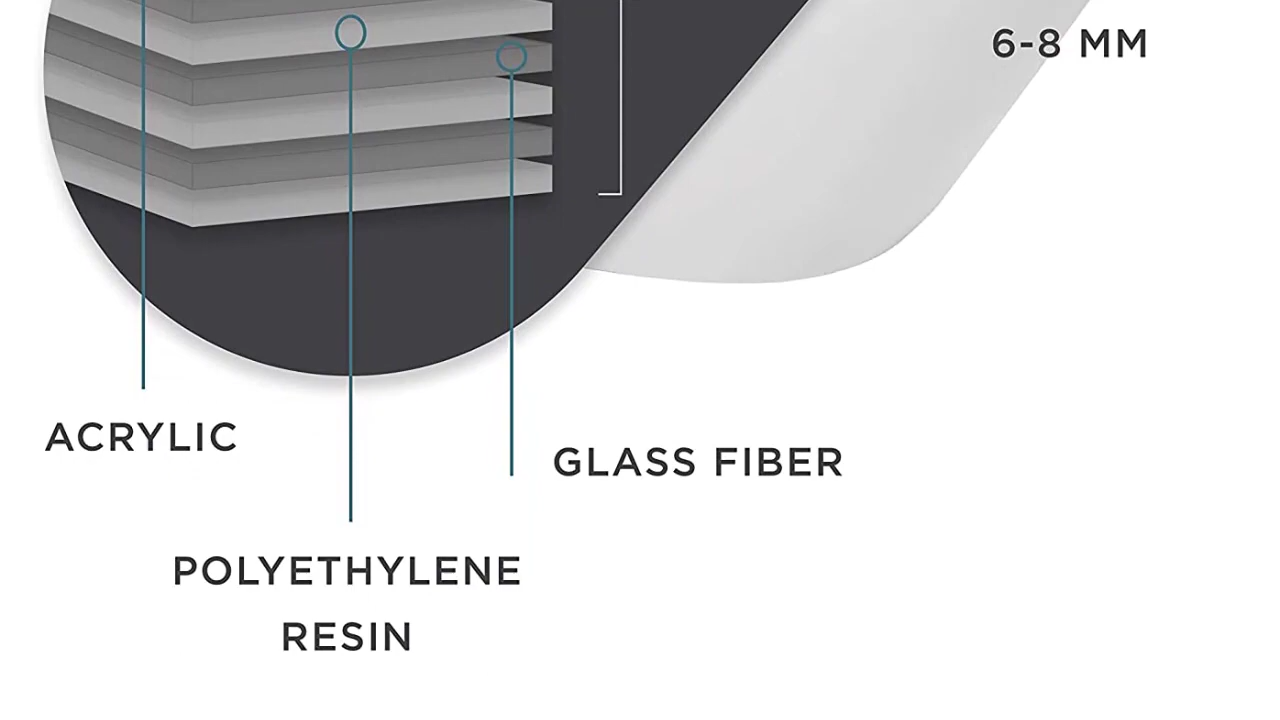 6-8 MM
ACRYLIC
GLASS FIBER
POLYETHYLENE
RESIN